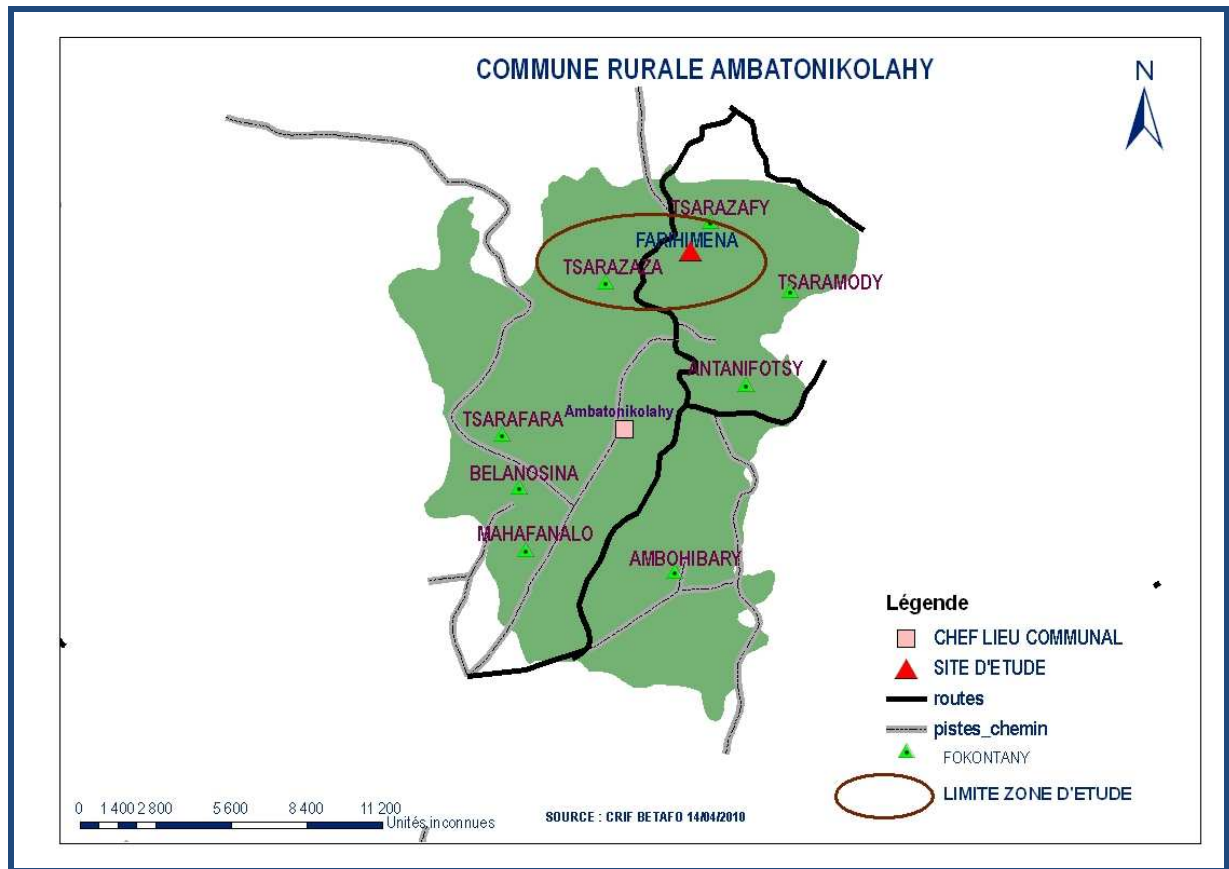 COMMUNE RURALE AMBATONIKOLAHY
N
TSARAZAFY
FARIHIMENA
TSARAZAZA
TSARAMODY
ANTANIFOTSY
Ambatonikolahy
TSARAFARA
BELANOSINA
MAHAFANALO
AMBOHIBARY
Légende
CHEF LIEU COMMUNAL
SITE D'ETUDE
routes
pistes_chemin
FOKONTANY
LIMITE ZONE D'ETUDE
0 1 400 2 800 5 600 8 400 11 200
Unités inconnues
SOURCE : CRIF BETAFO 14/04/2010